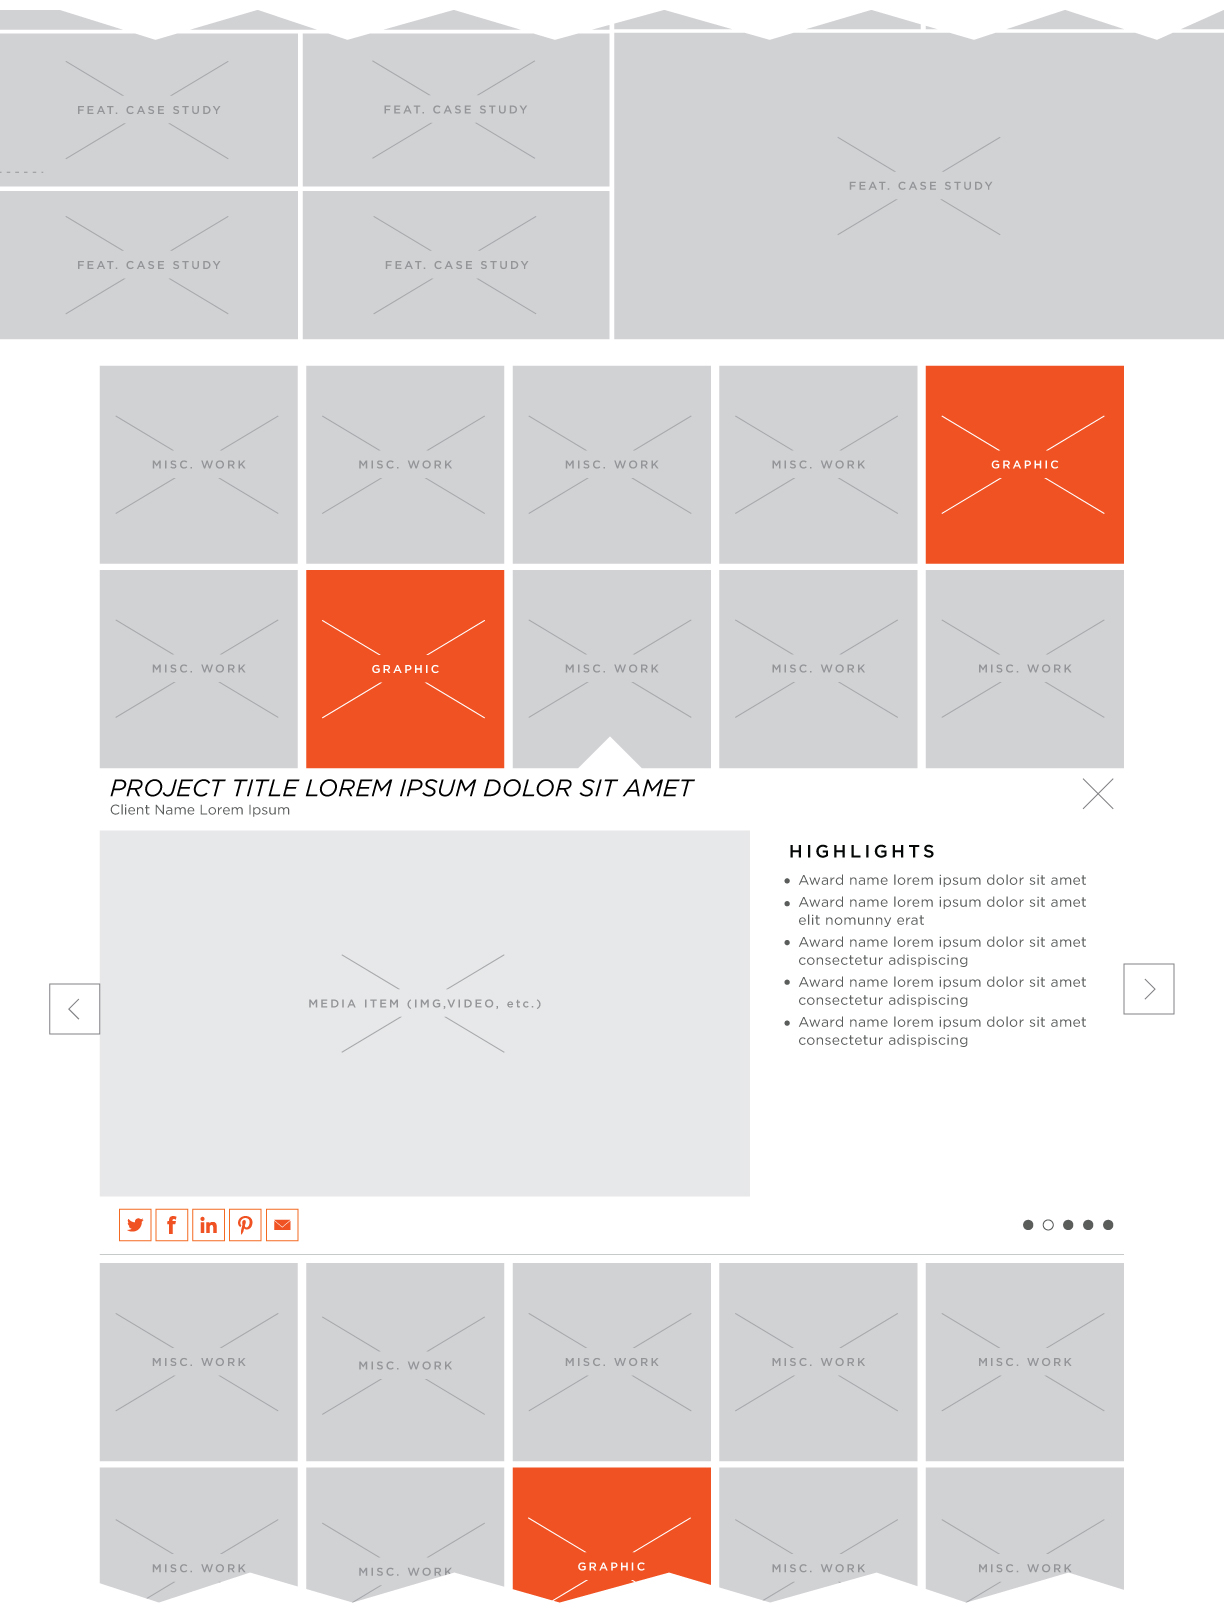 FEAT. CASE STUDY
FEAT. CASE STUDY
FEAT. CASE STUDY
FEAT. CASE STUDY
FEAT. CASE STUDY
MISC. WORK
MISC. WORK
MISC. WORK
MISC. WORK
GRAPHIC
MISC. WORK
GRAPHIC
MISC. WORK
MISC. WORK
MISC. WORK
PROJECT TITLE LOREM IPSUM DOLOR SIT AMET
Client Name Lorem Ipsum
MEDIA ITEM (IMG,VIDEO, etc.)
HIGHLIGHTS
• Award name lorem ipsum dolor sit amet
• Award name lorem ipsum dolor sit amet
elit nomunny erat
• Award name lorem ipsum dolor sit amet
consectetur adispiscing
• Award name lorem ipsum dolor sit amet
consectetur adispiscing
• Award name lorem ipsum dolor sit amet
consectetur adispiscing
MISC. WORK
MISC. WORK
MISC. WORK
MISC. WORK
MISC. WORK
MISC. WORK
MISC. WORK
GRAPHIC
MISC. WORK
MISC. WORK